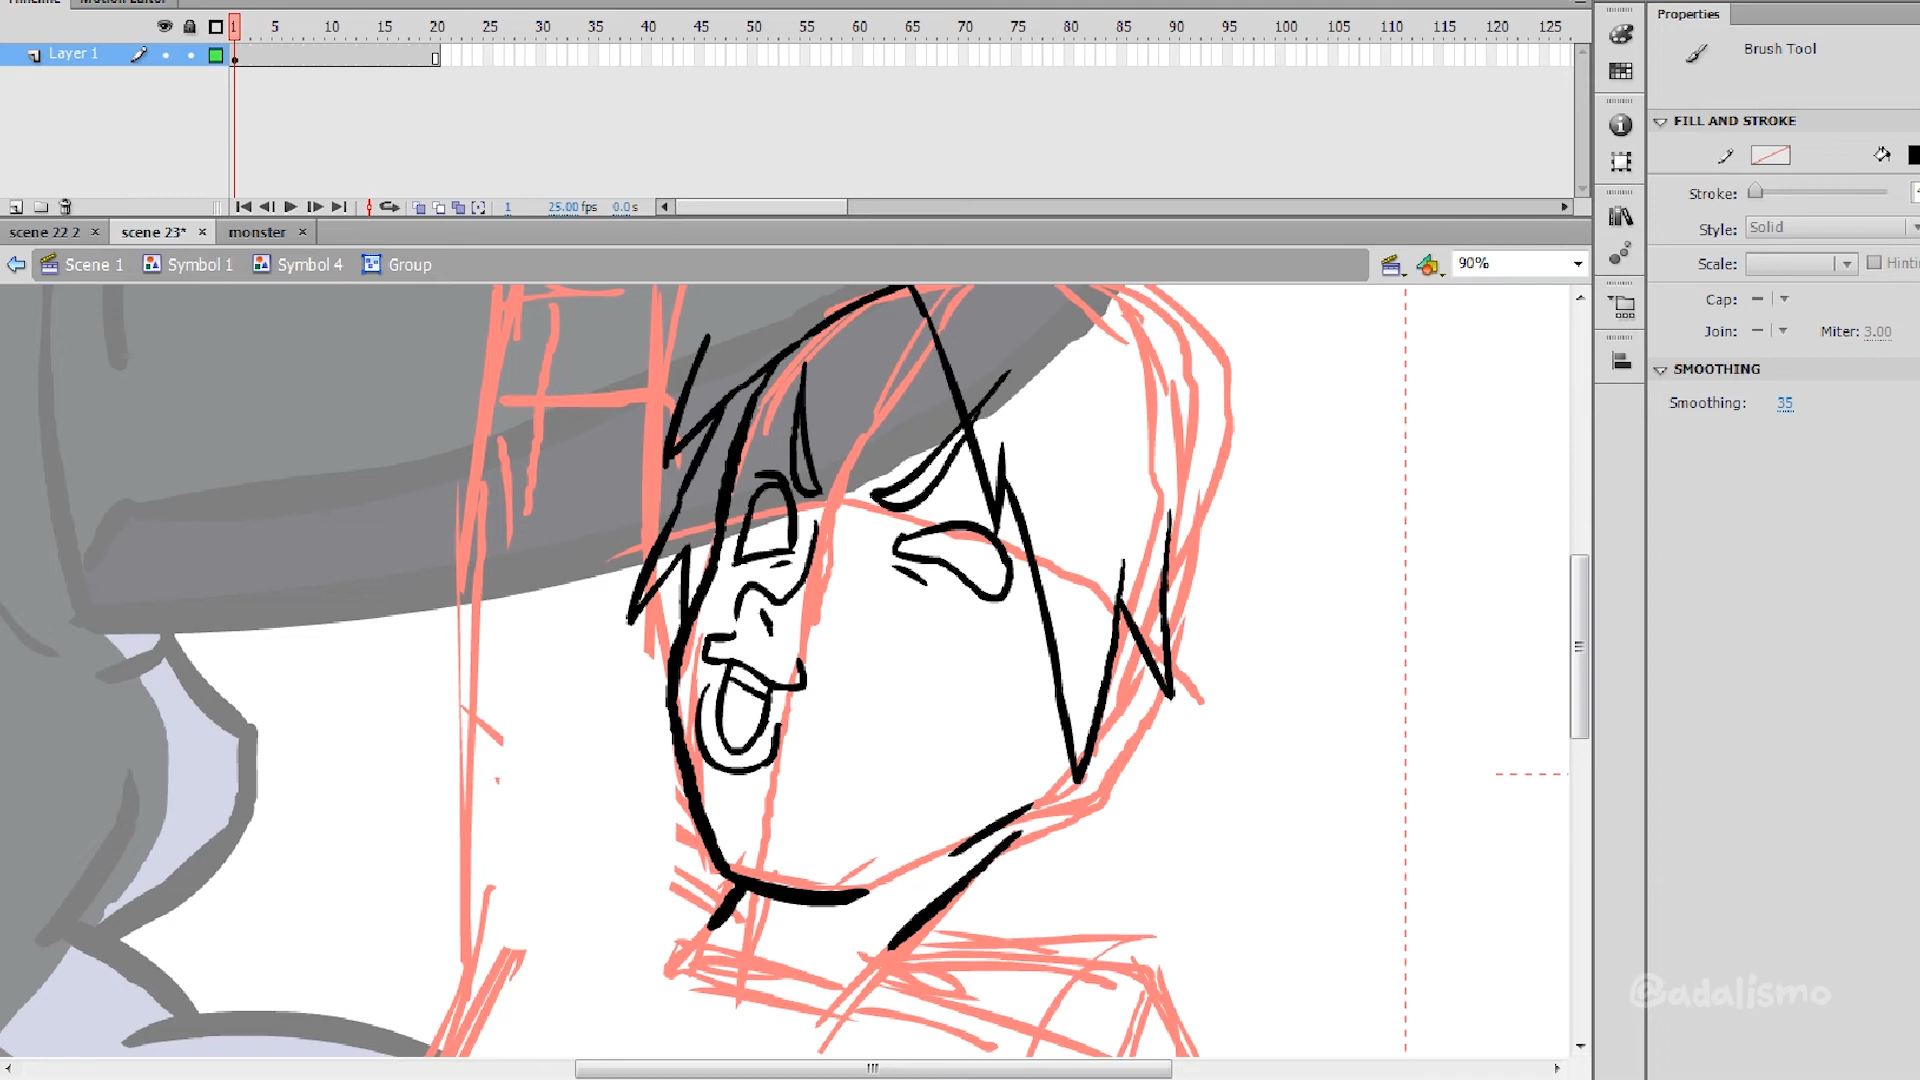 Properties
1 5 10 15 20 25 30 35 40 45 50 55 60 65 70 75 80 85 90 95 100 105 110 115 120 125
Layer 1
Brush Tool
FILL AND STROKE
Stroke:
Style: Solid
Scale: Hinti
Cap:
Join: Miter: 3.00
SMOOTHING
Smoothing: 35
1 25.00 fps 0.0 s
scene 22 2 scene 23* monster
Scene 1 Symbol 1 Symbol 4 Group 90%
@adalismo